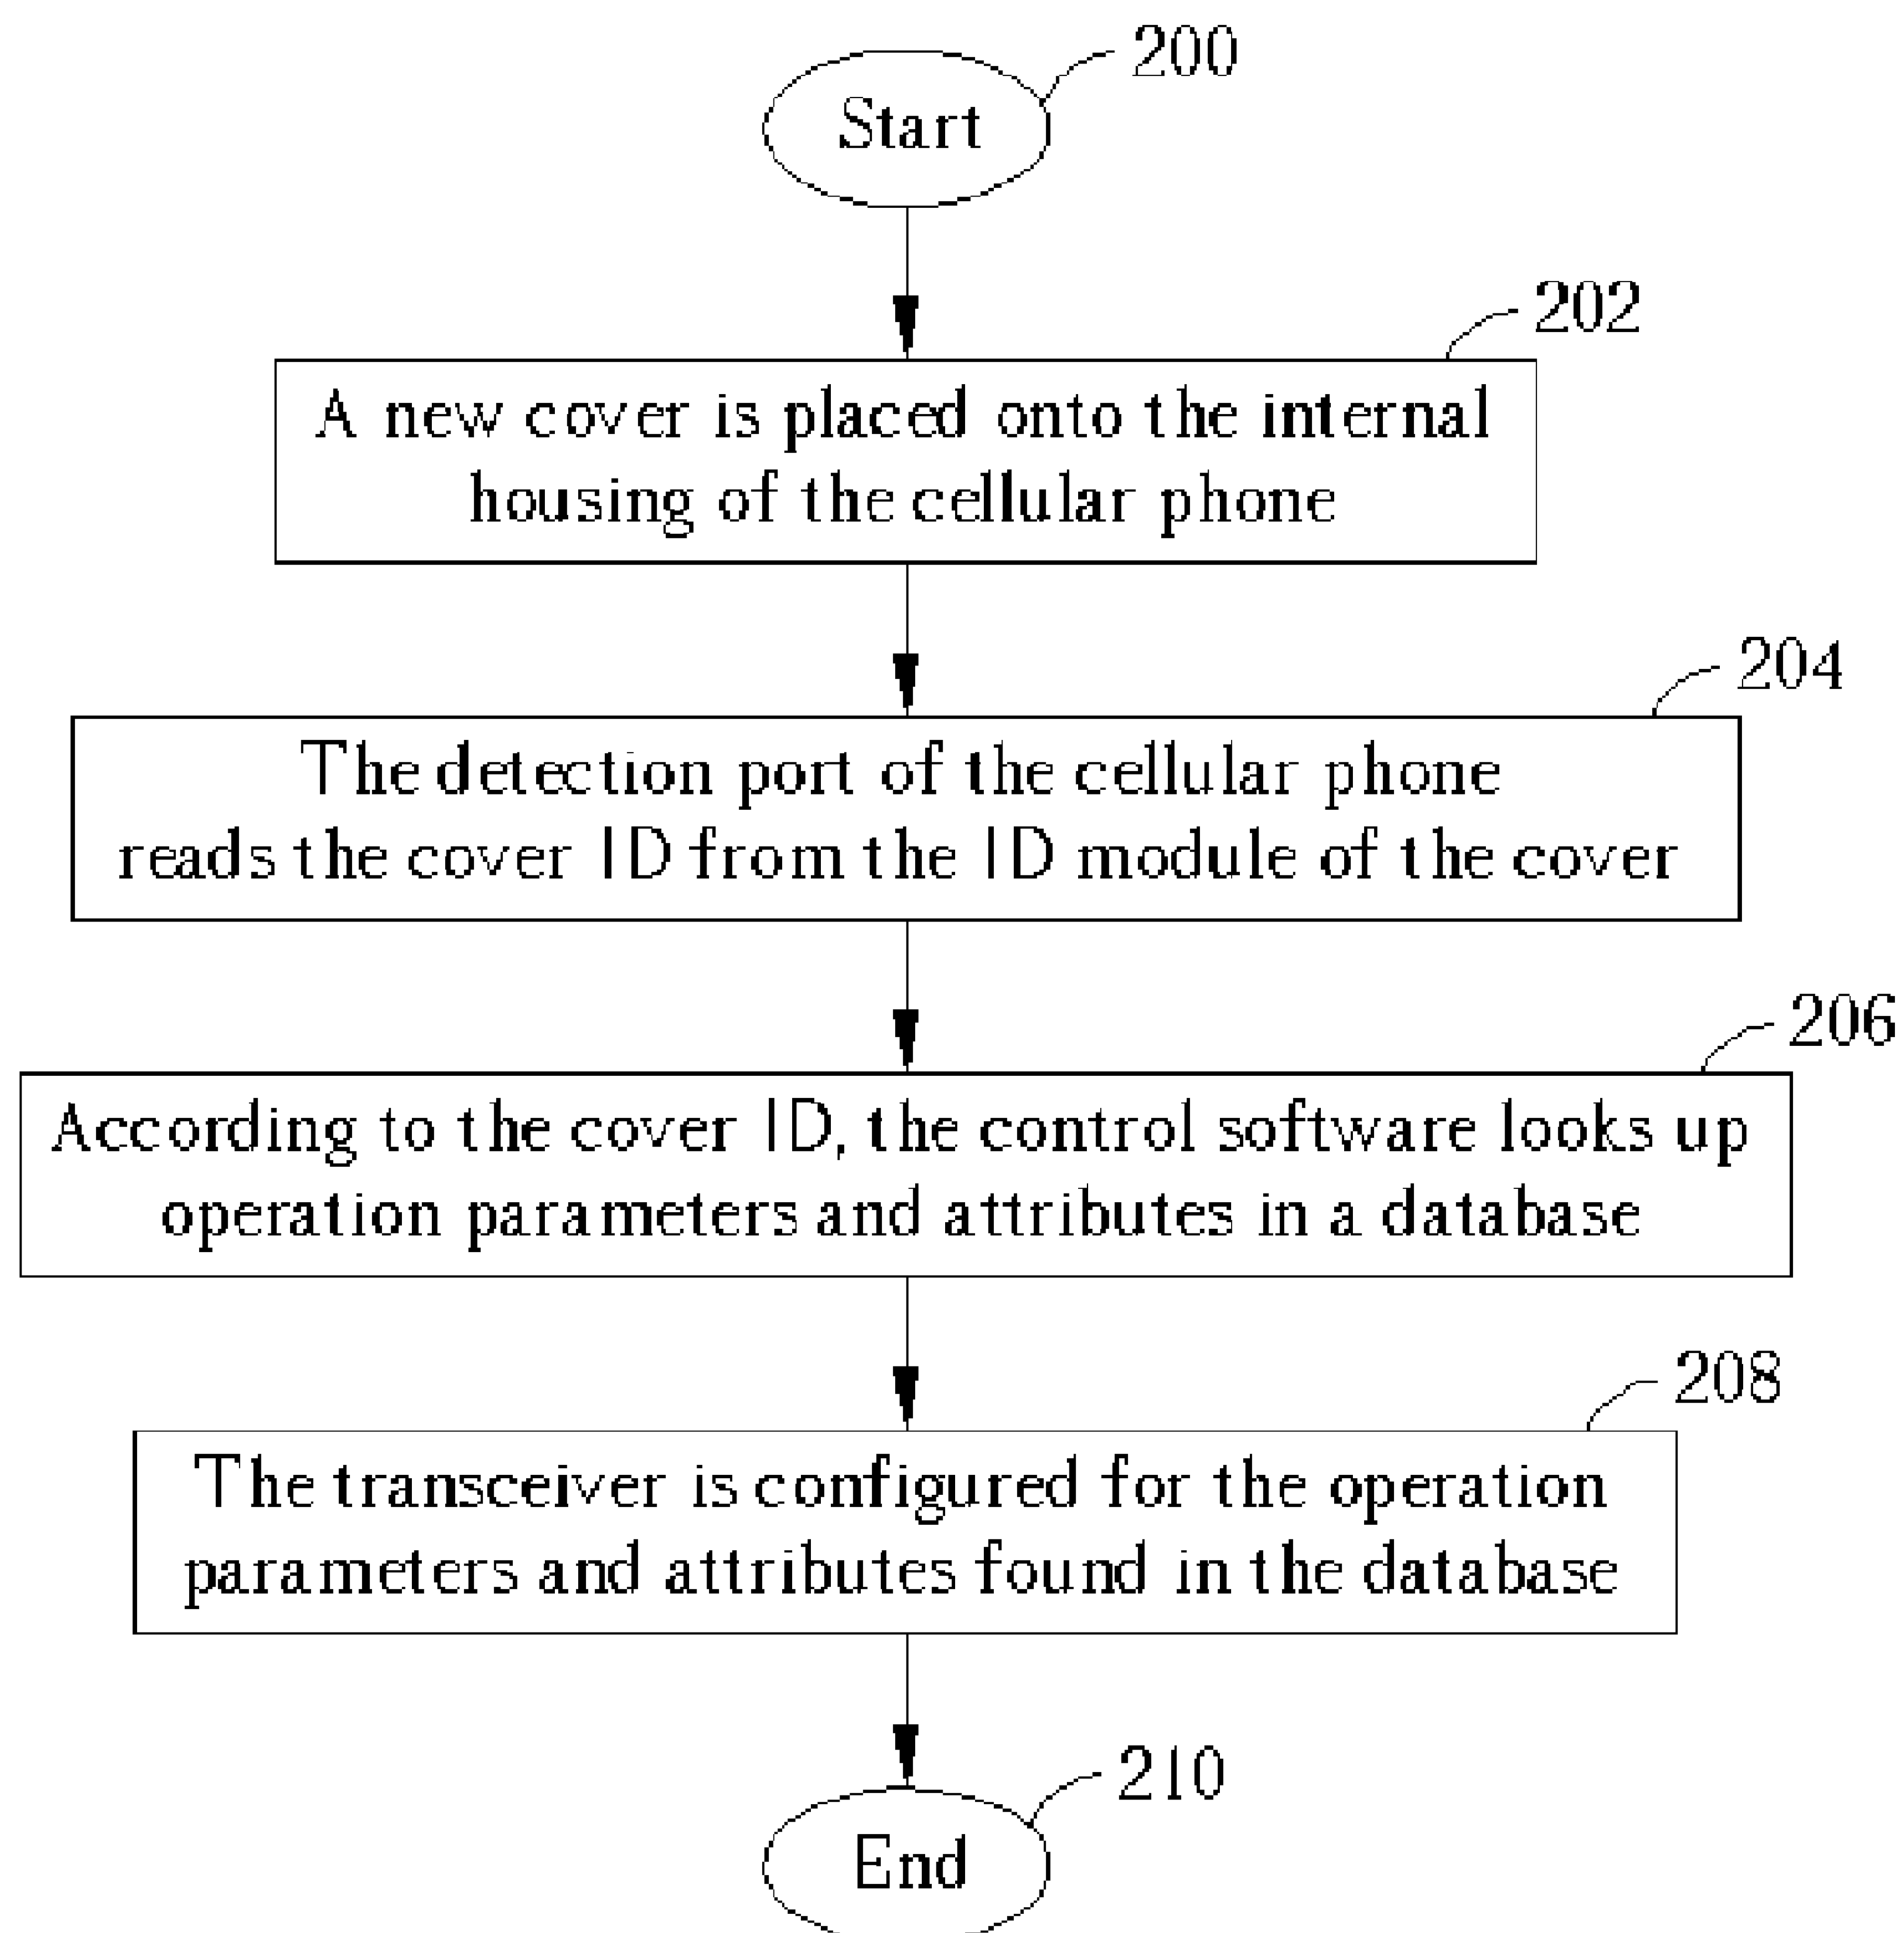 200
Start
202
A new cover is placed onto the internal
housing of the cellular phone
204
The detection port of the cellular phone
reads the cover ID from the ID module of the cover
206
According to the cover ID, the control software looks up
operation parameters and attributes in a database
208
The transceiver is configured for the operation
parameters and attributes found in the database
210
End